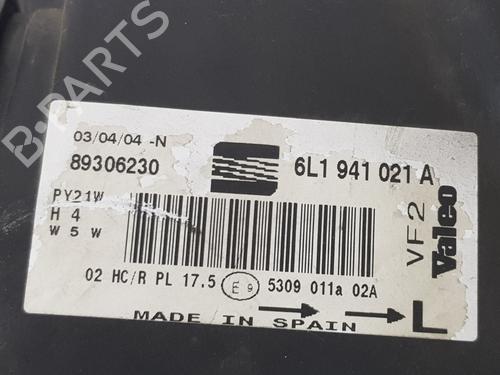 03/04/04 -N
89306230
6L1 941 021 A
PY21W
H 4
W 5 W
VF2
Valeo
02 HC/R PL 17.5 E9 5309 011a 02A
MADE IN SPAIN L
B-PARTS